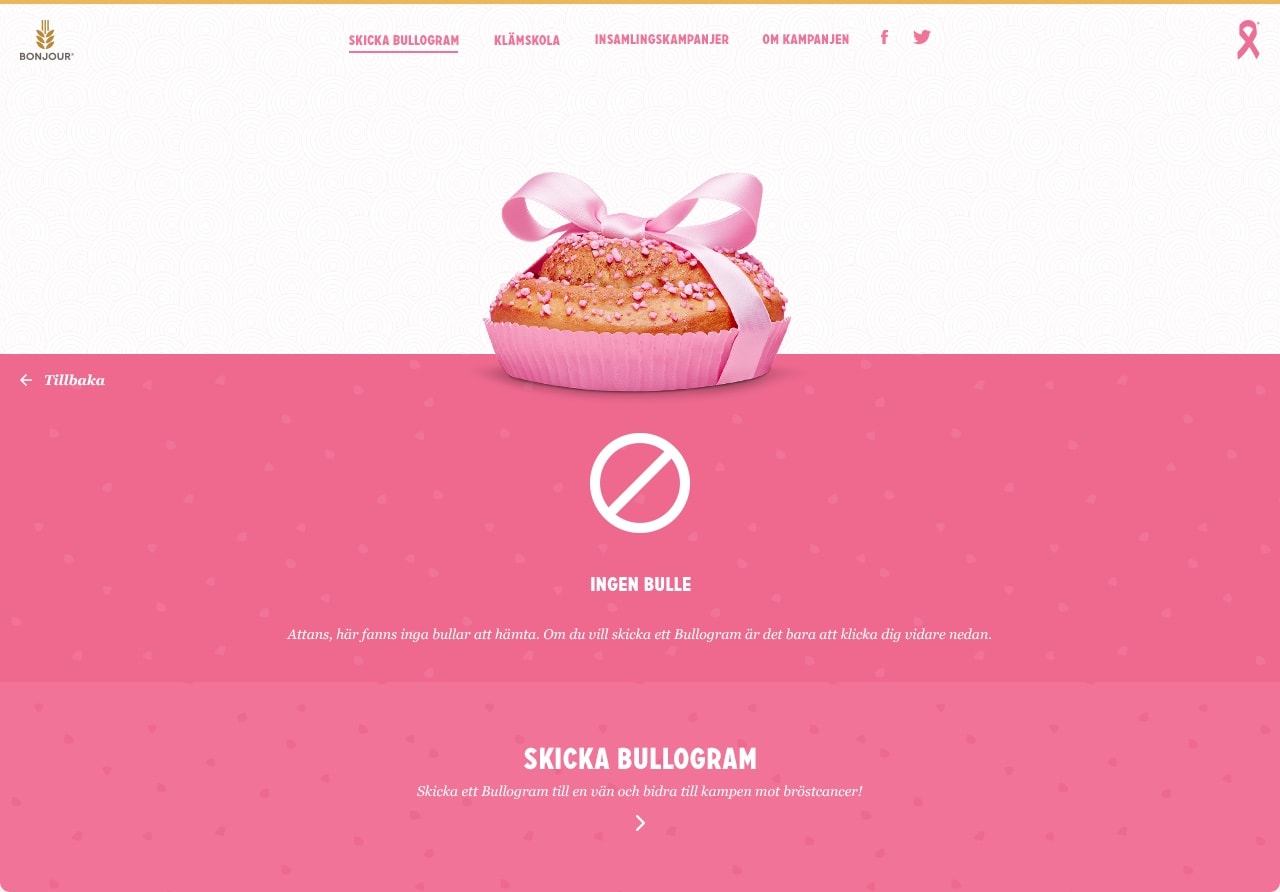 BONJOUR
SKICKA BULLOGRAM
KLÄMSKOLA
INSAMLINGSKAMPANJER
OM KAMPANJEN
Tillbaka
INGEN BULLE
Attans, här fanns inga bullar att hämta. Om du vill skicka ett Bullogram är det bara att klicka dig vidare nedan.
SKICKA BULLOGRAM
Skicka ett Bullogram till en vän och bidra till kampen mot bröstcancer!